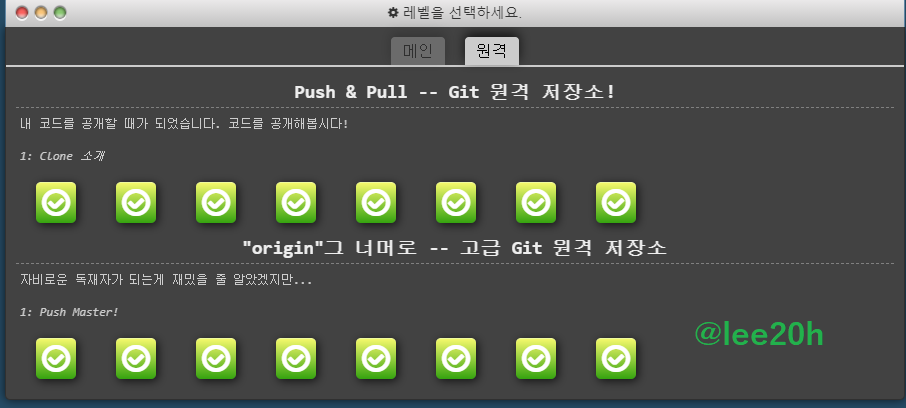 레벨을 선택하세요.
메인 원격
Push & Pull -- Git 원격 저장소!
내 코드를 공개할 때가 되었습니다. 코드를 공개해봅시다!
1: Clone 소개
"origin"그 너머로 -- 고급 Git 원격 저장소
자비로운 독재자가 되는게 재밌을 줄 알았겠지만...
1: Push Master!
@lee20h